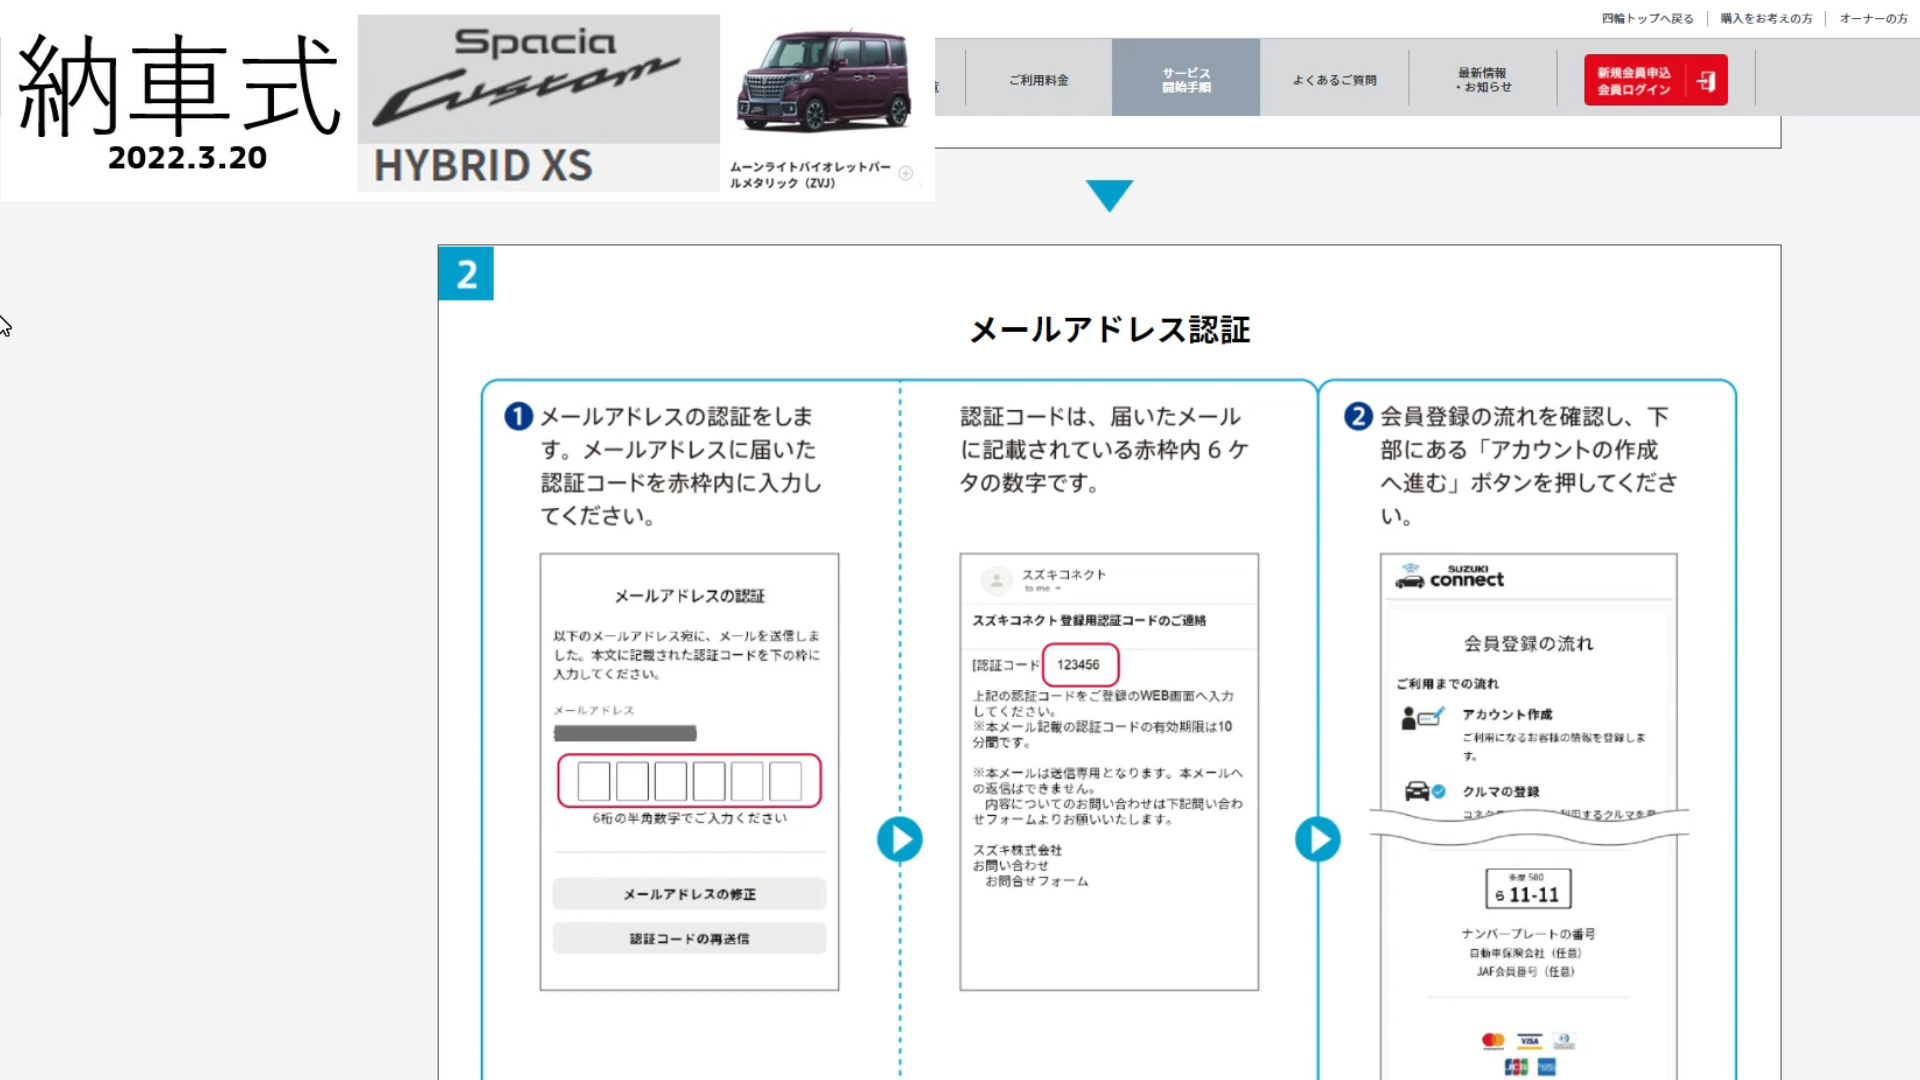 四輪トップへ戻る
購入をお考えの方
オーナーの方
納車式
2022.3.20
Spacia
Custom
HYBRID XS
ムーンライトバイオレットパー
ルメタリック（ZVJ）
ご利用料金
サービス
開始手順
よくあるご質問
最新情報
・お知らせ
新規会員申込
会員ログイン
2
メールアドレス認証
1 メールアドレスの認証をしま
す。メールアドレスに届いた
認証コードを赤枠内に入力し
てください。
メールアドレスの認証
以下のメールアドレス宛に、メールを送信しま
した。本文に記載された認証コードを下の枠に
入力してください。
メールアドレス
6桁の半角数字でご入力ください
メールアドレスの修正
認証コードの再送信
認証コードは、届いたメール
に記載されている赤枠内 6 ケ
タの数字です。
スズキコネクト
to me
スズキコネクト登録用認証コードのご連絡
[認証コード 123456
上記の認証コードをご登録のWEB画面へ入力
してください。
※本メール記載の認証コードの有効期限は10
分間です。
※本メールは送信専用となります。本メールへ
の返信はできません。
内容についてのお問い合わせは下記問い合わ
せフォームよりお願いいたします。
スズキ株式会社
お問い合わせ
お問合せフォーム
2 会員登録の流れを確認し、下
部にある「アカウントの作成
へ進む」ボタンを押してくださ
い。
SUZUKI
connect
会員登録の流れ
ご利用までの流れ
アカウント作成
ご利用になるお客様の情報を登録しま
す。
クルマの登録
多摩 500
ら 11-11
ナンバープレートの番号
自動車保険会社（任意）
JAF会員番号（任意）
VISA
JCB